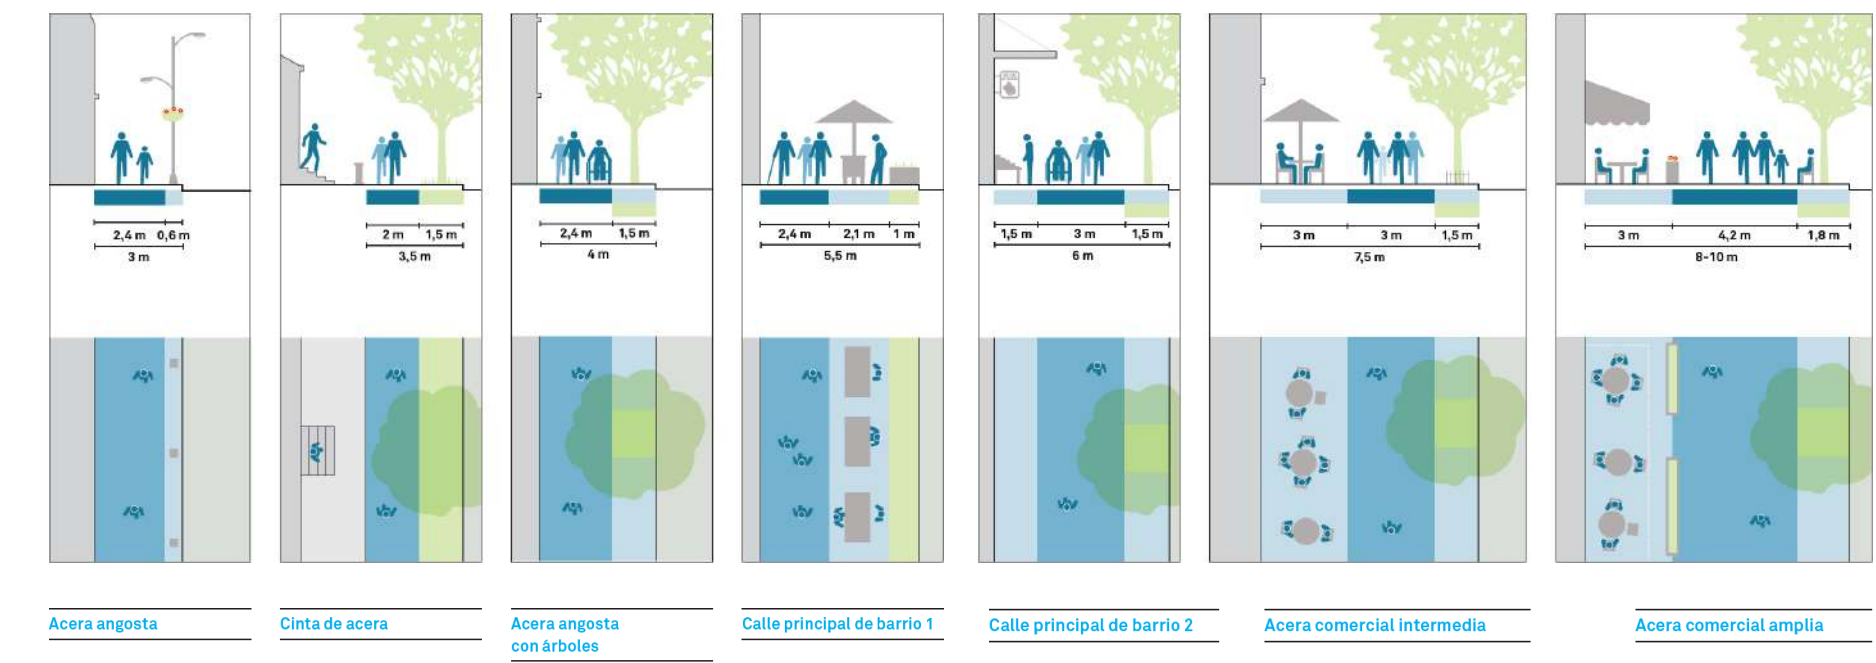 2,4 m 0,6 m
3 m
2 m 1,5 m
3,5 m
2,4 m 1,5 m
4 m
2,4 m 2,1 m 1 m
5,5 m
1,5 m 3 m 1,5 m
6 m
3 m 3 m 1,5 m
7,5 m
3 m 4,2 m 1,8 m
8-10 m
Acera angosta
Cinta de acera
Acera angosta
con árboles
Calle principal de barrio 1
Calle principal de barrio 2
Acera comercial intermedia
Acera comercial amplia